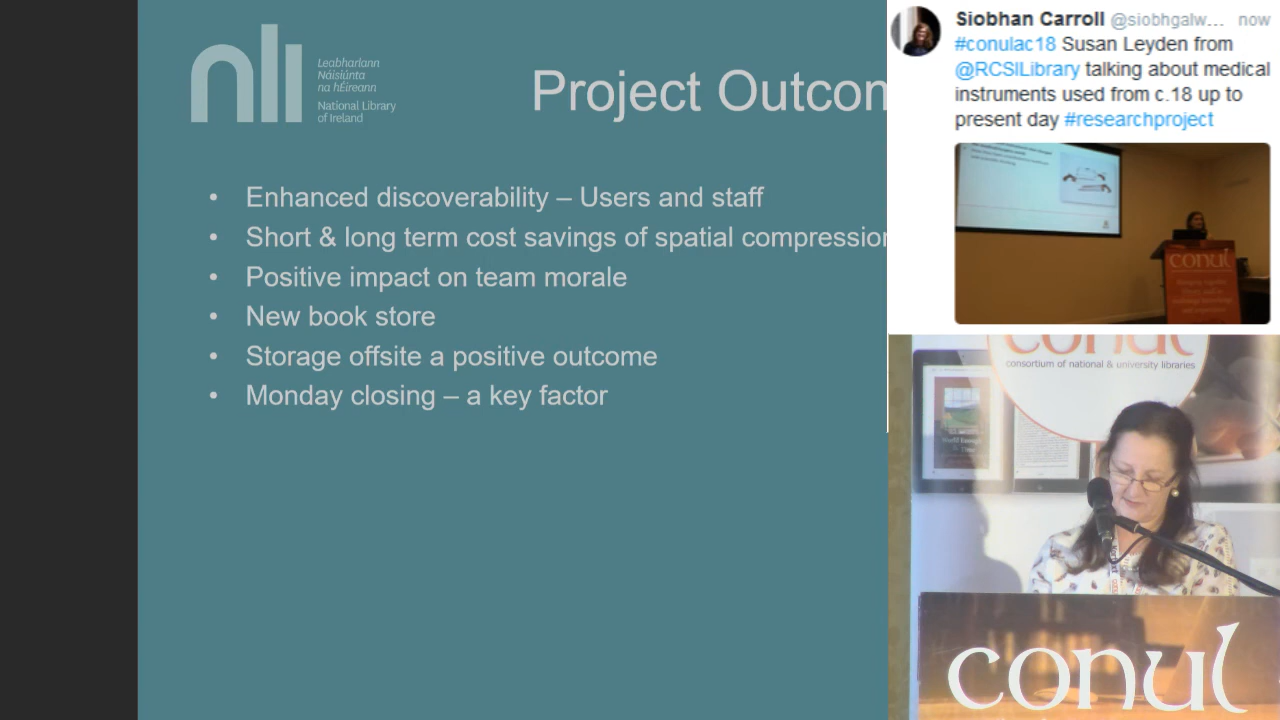 nli
Leabharlann
Náisiúnta
na hÉireann
National Library
of Ireland
Project Outcom
• Enhanced discoverability – Users and staff
• Short & long term cost savings of spatial compression
• Positive impact on team morale
• New book store
• Storage offsite a positive outcome
• Monday closing – a key factor
Siobhan Carroll @siobhgalw... now
#conulac18 Susan Leyden from
@RCSILibrary talking about medical
instruments used from c.18 up to
present day #researchproject
conul
conul
consortium of national & university libraries
conul